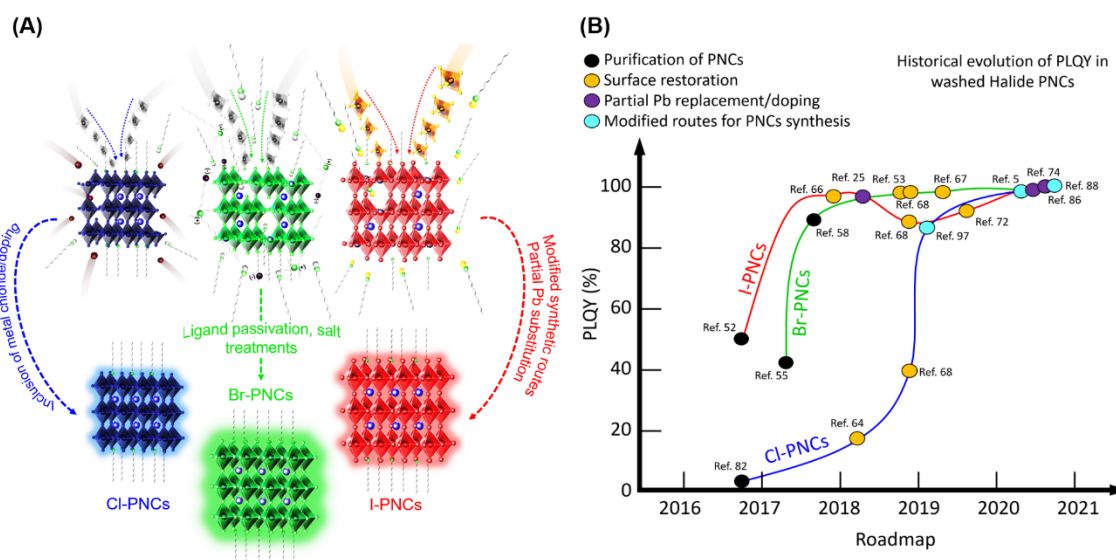 (A)
Inclusion of metal chloride/doping
Ligand passivation, salt
treatments
Modified synthetic routes
Partial Pb substitution
Cl-PNCs
Br-PNCs
I-PNCs
(B)
Purification of PNCs
Surface restoration
Partial Pb replacement/doping
Modified routes for PNCs synthesis
Historical evolution of PLQY in
washed Halide PNCs
PLQY (%)
100
80
60
40
20
0
Ref. 66
Ref. 25
Ref. 53
Ref. 67
Ref. 5
Ref. 74
Ref. 88
Ref. 86
Ref. 68
Ref. 58
Ref. 68
Ref. 97
Ref. 72
I-PNCs
Br-PNCs
Ref. 52
Ref. 55
Ref. 68
Ref. 64
Cl-PNCs
Ref. 82
2016
2017
2018
2019
2020
2021
Roadmap